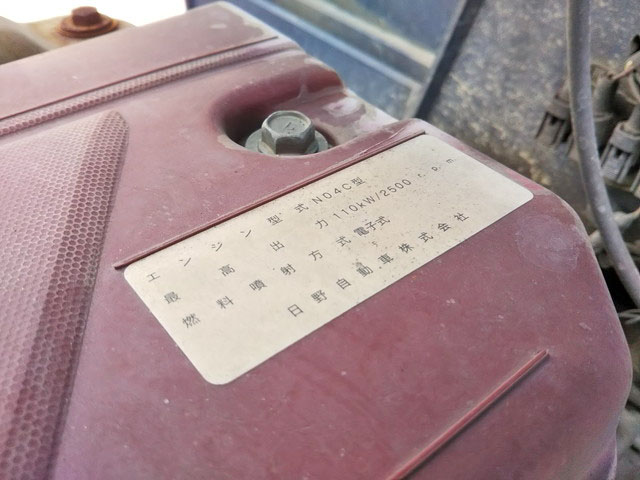 エンジン型式 N04C型
最高出力 110kW/2500 r.p.m
燃料噴射方式 電子式
日野自動車株式会社